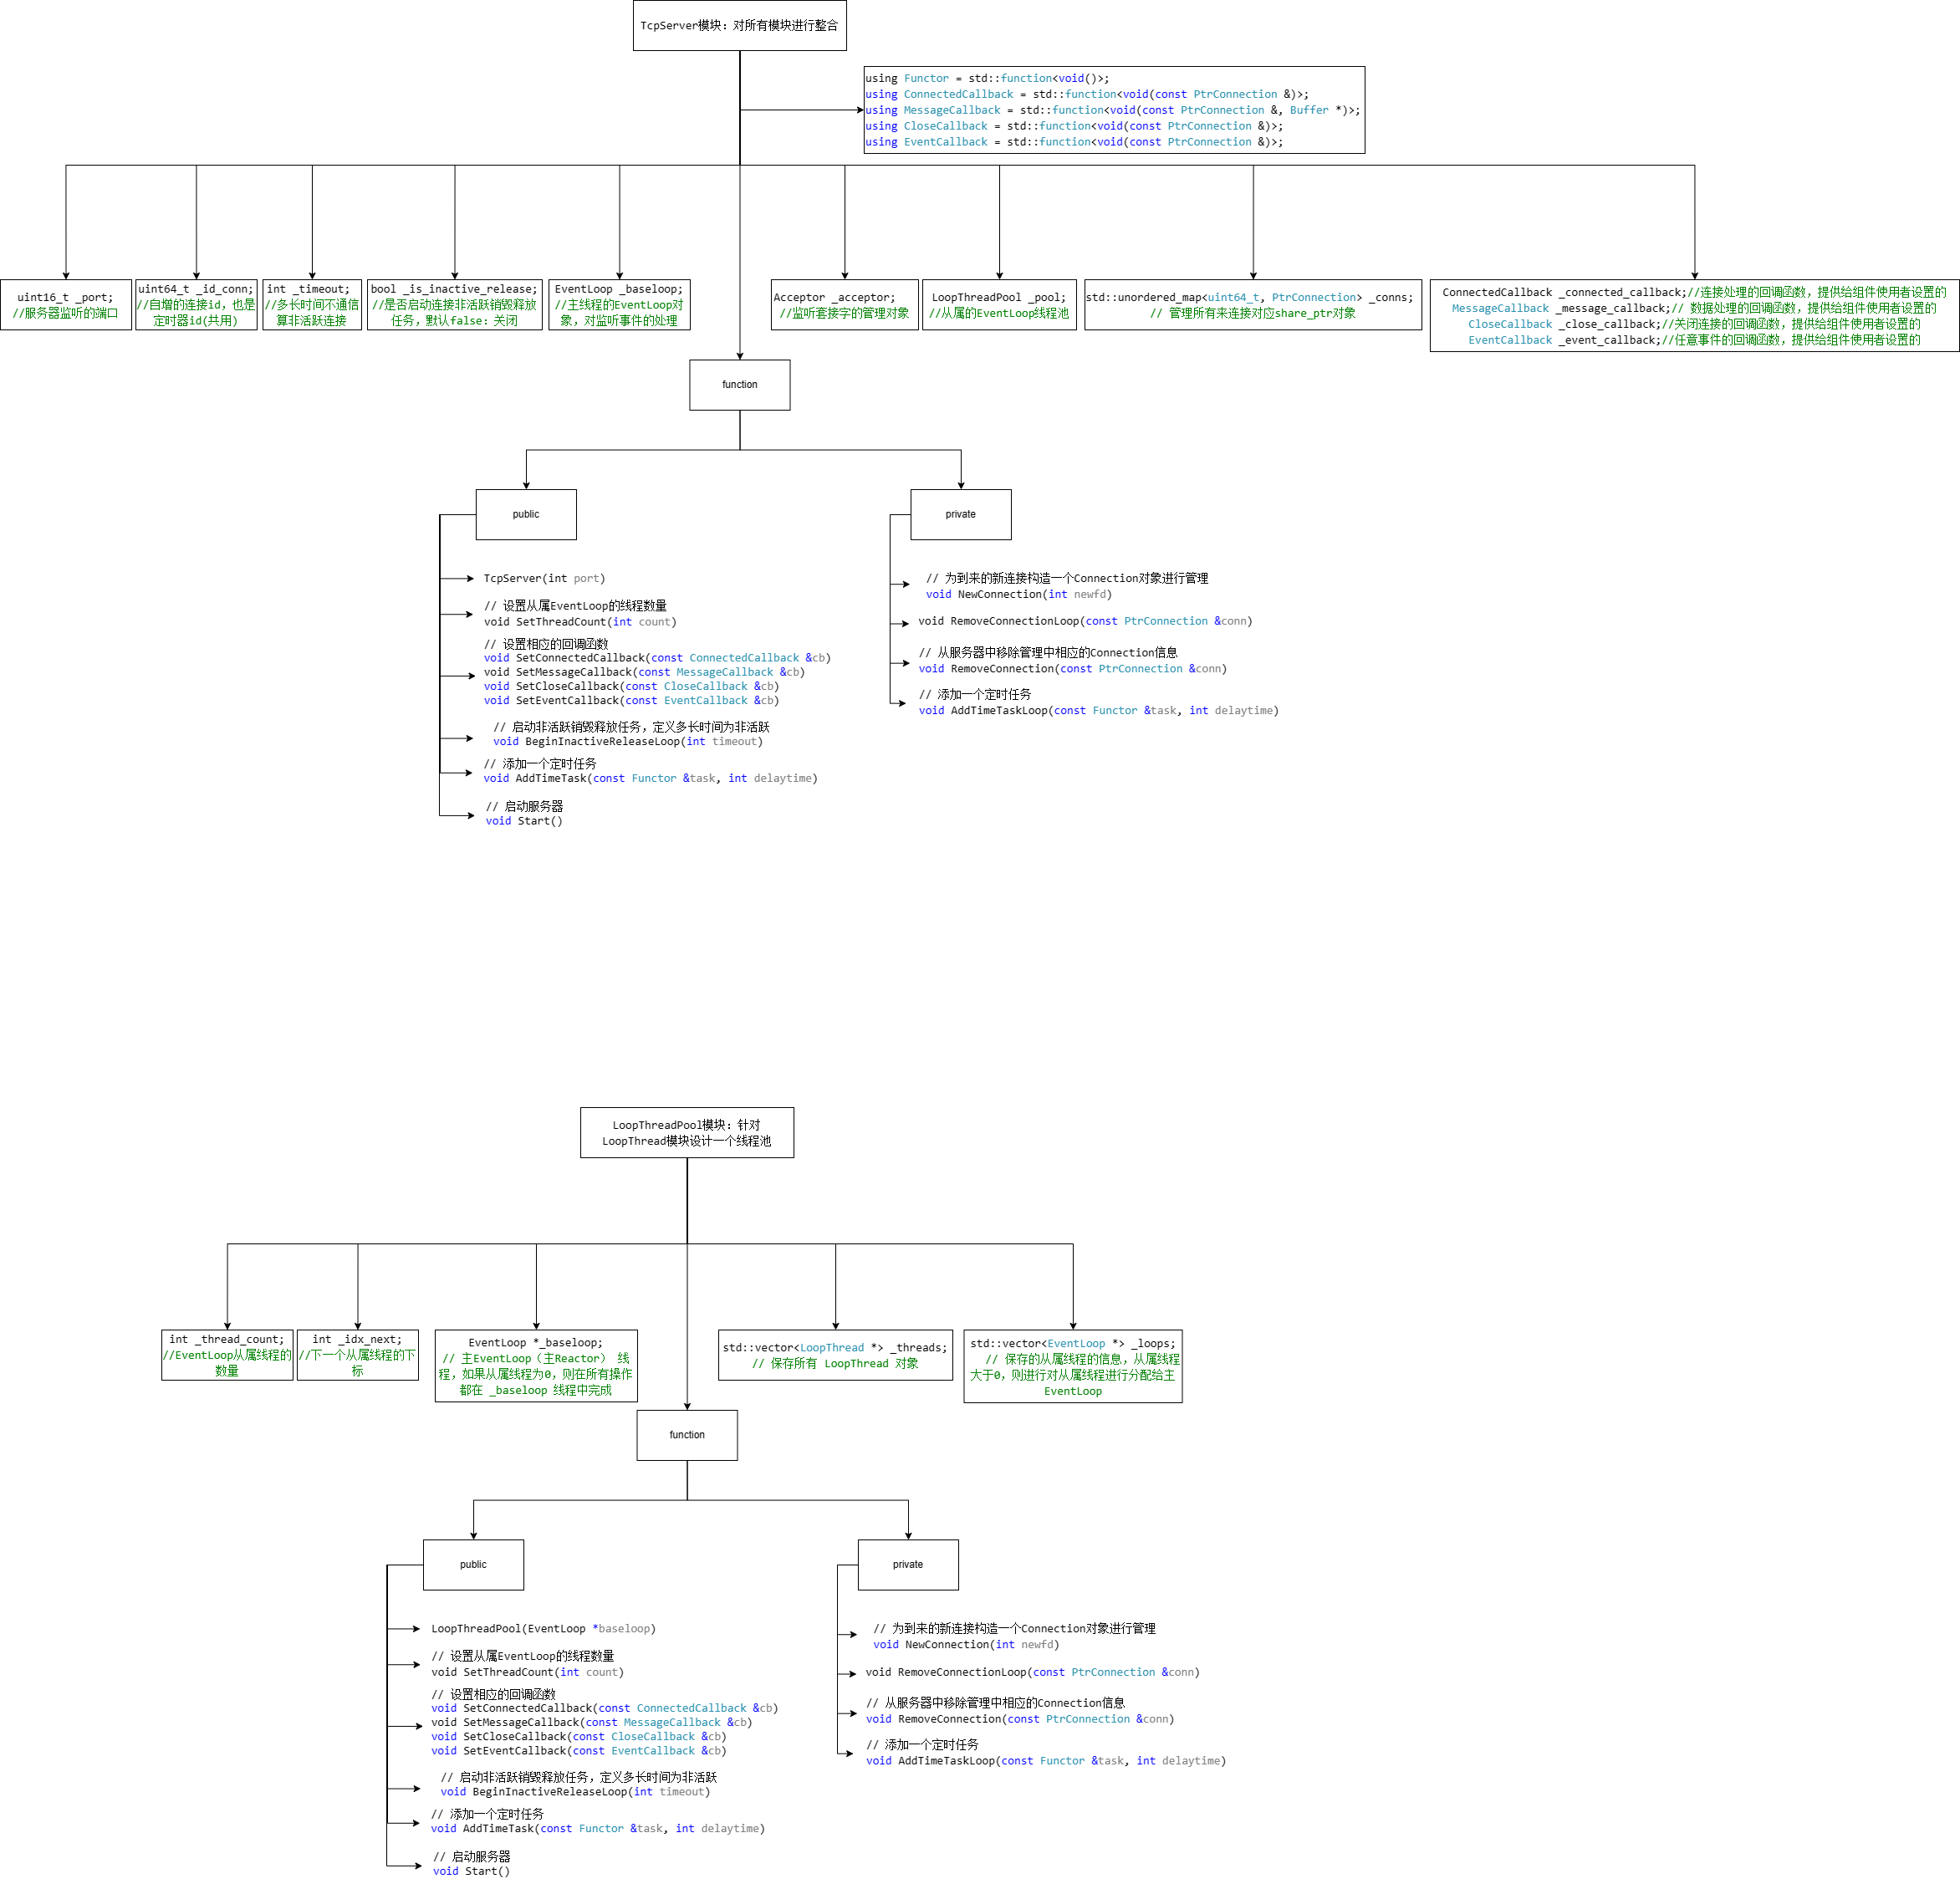 TcpServer模块：对所有模块进行整合
using Functor = std::function<void()>;
using ConnectedCallback = std::function<void(const PtrConnection &)>;
using MessageCallback = std::function<void(const PtrConnection &, Buffer *)>;
using CloseCallback = std::function<void(const PtrConnection &)>;
using EventCallback = std::function<void(const PtrConnection &)>;
uint16_t _port;
//服务器监听的端口
uint64_t _id_conn;
//自增的连接id，也是
定时器id(共用)
int _timeout;
//多长时间不通信
算非活跃连接
bool _is_inactive_release;
//是否启动连接非活跃销毁释放
任务，默认false：关闭
EventLoop _baseloop;
//主线程的EventLoop对
象，对监听事件的处理
Acceptor _acceptor;
//监听套接字的管理对象
LoopThreadPool _pool;
//从属的EventLoop线程池
std::unordered_map<uint64_t, PtrConnection> _conns;
// 管理所有来连接对应share_ptr对象
ConnectedCallback _connected_callback;//连接处理的回调函数，提供给组件使用者设置的
MessageCallback _message_callback;// 数据处理的回调函数，提供给组件使用者设置的
CloseCallback _close_callback;//关闭连接的回调函数，提供给组件使用者设置的
EventCallback _event_callback;//任意事件的回调函数，提供给组件使用者设置的
function
public
TcpServer(int port)
// 设置从属EventLoop的线程数量
void SetThreadCount(int count)
// 设置相应的回调函数
void SetConnectedCallback(const ConnectedCallback &cb)
void SetMessageCallback(const MessageCallback &cb)
void SetCloseCallback(const CloseCallback &cb)
void SetEventCallback(const EventCallback &cb)
// 启动非活跃销毁释放任务，定义多长时间为非活跃
void BeginInactiveReleaseLoop(int timeout)
// 添加一个定时任务
void AddTimeTask(const Functor &task, int delaytime)
// 启动服务器
void Start()
private
// 为到来的新连接构造一个Connection对象进行管理
void NewConnection(int newfd)
void RemoveConnectionLoop(const PtrConnection &conn)
// 从服务器中移除管理中相应的Connection信息
void RemoveConnection(const PtrConnection &conn)
// 添加一个定时任务
void AddTimeTaskLoop(const Functor &task, int delaytime)
LoopThreadPool模块：针对
LoopThread模块设计一个线程池
int _thread_count;
//EventLoop从属线程的
数量
int _idx_next;
//下一个从属线程的下
标
EventLoop *_baseloop;
// 主EventLoop（主Reactor） 线
程，如果从属线程为0，则在所有操作
都在 _baseloop 线程中完成
std::vector<LoopThread *> _threads;
// 保存所有 LoopThread 对象
std::vector<EventLoop *> _loops;
// 保存的从属线程的信息，从属线程
大于0，则进行对从属线程进行分配给主
EventLoop
function
public
LoopThreadPool(EventLoop *baseloop)
// 设置从属EventLoop的线程数量
void SetThreadCount(int count)
// 设置相应的回调函数
void SetConnectedCallback(const ConnectedCallback &cb)
void SetMessageCallback(const MessageCallback &cb)
void SetCloseCallback(const CloseCallback &cb)
void SetEventCallback(const EventCallback &cb)
// 启动非活跃销毁释放任务，定义多长时间为非活跃
void BeginInactiveReleaseLoop(int timeout)
// 添加一个定时任务
void AddTimeTask(const Functor &task, int delaytime)
// 启动服务器
void Start()
private
// 为到来的新连接构造一个Connection对象进行管理
void NewConnection(int newfd)
void RemoveConnectionLoop(const PtrConnection &conn)
// 从服务器中移除管理中相应的Connection信息
void RemoveConnection(const PtrConnection &conn)
// 添加一个定时任务
void AddTimeTaskLoop(const Functor &task, int delaytime)